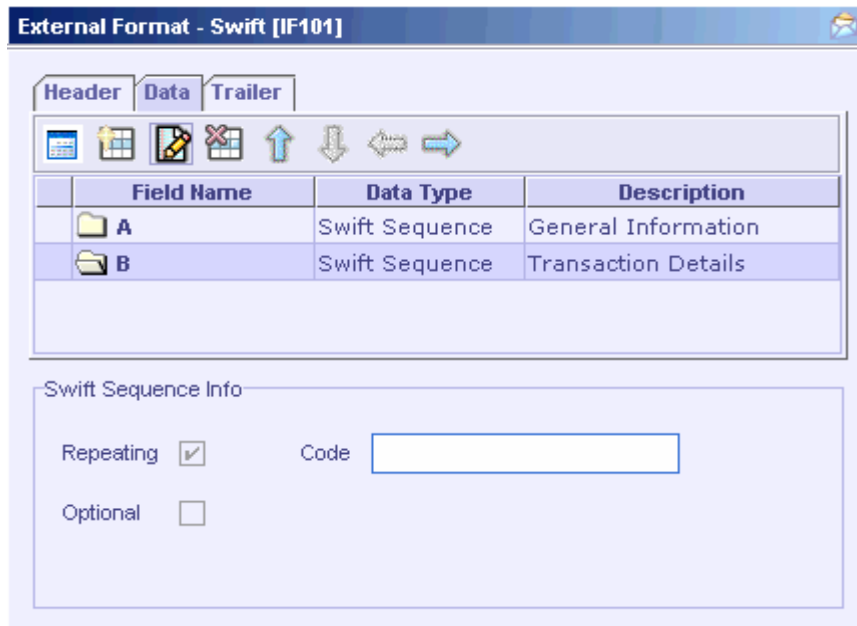 External Format - Swift [IF101]
Header Data Trailer
Field Name Data Type Description
A Swift Sequence General Information
B Swift Sequence Transaction Details
Swift Sequence Info
Repeating Code
Optional